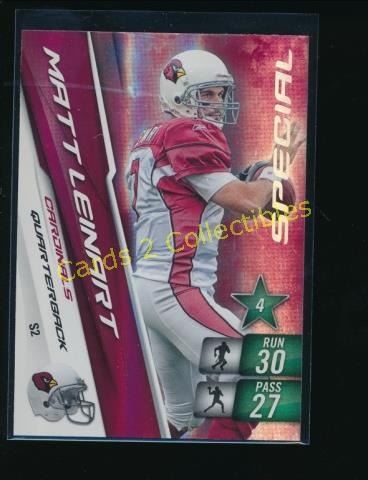 MATT LEINART
CARDINALS
QUARTERBACK
S2
SPECIAL
4
RUN
30
PASS
27
Cards 2 Collectibles